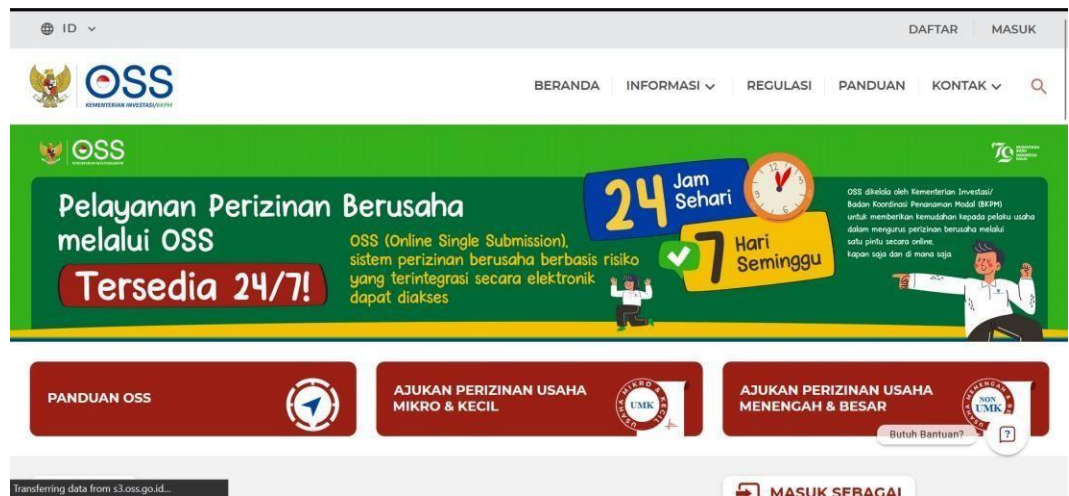 ID
DAFTAR MASUK
OSS
KEMENTERIAN INVESTASI/BKPM
BERANDA INFORMASI REGULASI PANDUAN KONTAK
OSS
79
Pelayanan Perizinan Berusaha
melalui OSS
Tersedia 24/7!
OSS (Online Single Submission),
sistem perizinan berusaha berbasis risiko
yang terintegrasi secara elektronik
dapat diakses
24 Jam
Sehari
7 Hari
Seminggu
OSS dikelola oleh Kementerian Investasi/
Badan Koordinasi Penanaman Modal (BKPM)
untuk memberikan kemudahan kepada pelaku usaha
dalam mengurus perizinan berusaha melalui
satu pintu secara online,
kapan saja dan di mana saja
PANDUAN OSS
AJUKAN PERIZINAN USAHA
MIKRO & KECIL
USAHA MIKRO & KECIL
UMK
AJUKAN PERIZINAN USAHA
MENENGAH & BESAR
NON
UMK
Butuh Bantuan?
Transferring data from s3.oss.go.id...
MASUK SEBAGAI